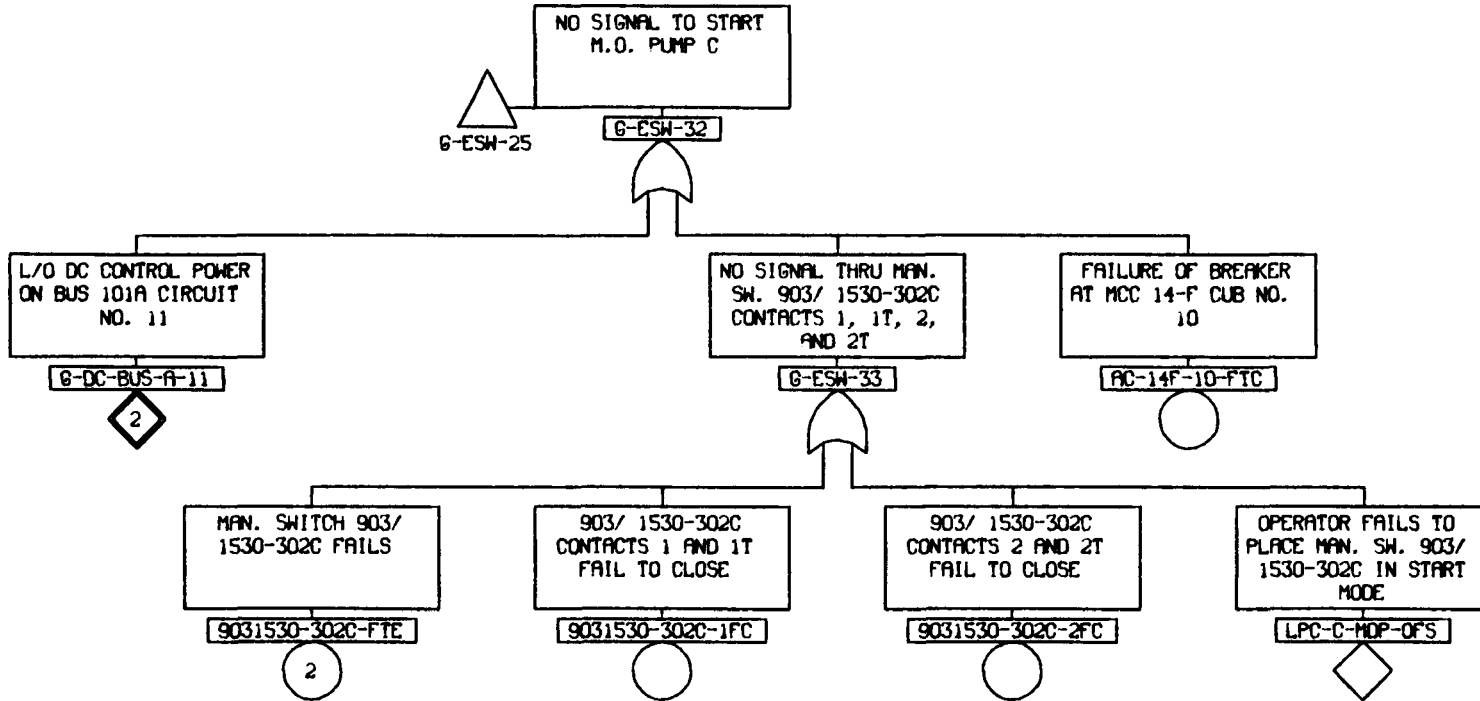 NO SIGNAL TO START
M.O. PUMP C
G-ESW-25
G-ESW-32
L/O DC CONTROL POWER
ON BUS 101A CIRCUIT
NO. 11
G-DC-BUS-A-11
2
NO SIGNAL THRU MAN.
SW. 903/ 1530-302C
CONTACTS 1, 1T, 2,
AND 2T
G-ESW-33
FAILURE OF BREAKER
AT MCC 14-F CUB NO.
10
AC-14F-10-FTC
MAN. SWITCH 903/
1530-302C FAILS
9031530-302C-FTE
2
903/ 1530-302C
CONTACTS 1 AND 1T
FAIL TO CLOSE
9031530-302C-1FC
903/ 1530-302C
CONTACTS 2 AND 2T
FAIL TO CLOSE
9031530-302C-2FC
OPERATOR FAILS TO
PLACE MAN. SW. 903/
1530-302C IN START
MODE
LPC-C-MDP-OFS